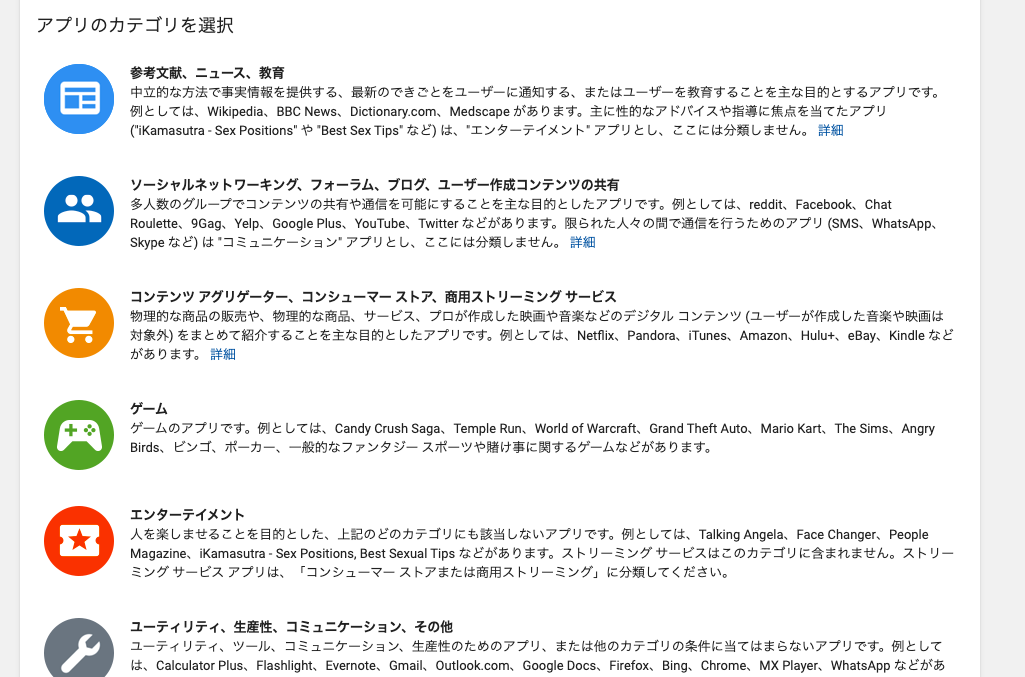 アプリのカテゴリを選択
参考文献、ニュース、教育
中立的な方法で事実情報を提供する、最新のできごとをユーザーに通知する、またはユーザーを教育することを主な目的とするアプリです。
例としては、Wikipedia、BBC News、Dictionary.com、Medscape があります。主に性的なアドバイスや指導に焦点を当てたアプリ
("iKamasutra - Sex Positions" や "Best Sex Tips" など) は、"エンターテイメント" アプリとし、ここには分類しません。 詳細
ソーシャルネットワーキング、フォーラム、ブログ、ユーザー作成コンテンツの共有
多人数のグループでコンテンツの共有や通信を可能にすることを主な目的としたアプリです。例としては、reddit、Facebook、Chat
Roulette、9Gag、Yelp、Google Plus、YouTube、Twitter などがあります。限られた人々の間で通信を行うためのアプリ (SMS、WhatsApp、
Skype など) は "コミュニケーション" アプリとし、ここには分類しません。 詳細
コンテンツ アグリゲーター、コンシューマー ストア、商用ストリーミング サービス
物理的な商品の販売や、物理的な商品、サービス、プロが作成した映画や音楽などのデジタル コンテンツ (ユーザーが作成した音楽や映画は
対象外) をまとめて紹介することを主な目的としたアプリです。例としては、Netflix、Pandora、iTunes、Amazon、Hulu+、eBay、Kindle など
があります。 詳細
ゲーム
ゲームのアプリです。例としては、Candy Crush Saga、Temple Run、World of Warcraft、Grand Theft Auto、Mario Kart、The Sims、Angry
Birds、ビンゴ、ポーカー、一般的なファンタジー スポーツや賭け事に関するゲームなどがあります。
エンターテイメント
人を楽しませることを目的とした、上記のどのカテゴリにも該当しないアプリです。例としては、Talking Angela、Face Changer、People
Magazine、iKamasutra - Sex Positions, Best Sexual Tips などがあります。ストリーミング サービスはこのカテゴリに含まれません。ストリー
ミング サービス アプリは、「コンシューマー ストアまたは商用ストリーミング」に分類してください。
ユーティリティ、生産性、コミュニケーション、その他
ユーティリティ、ツール、コミュニケーション、生産性のためのアプリ、または他のカテゴリの条件に当てはまらないアプリです。例として
は、Calculator Plus、Flashlight、Evernote、Gmail、Outlook.com、Google Docs、Firefox、Bing、Chrome、MX Player、WhatsApp などがあ